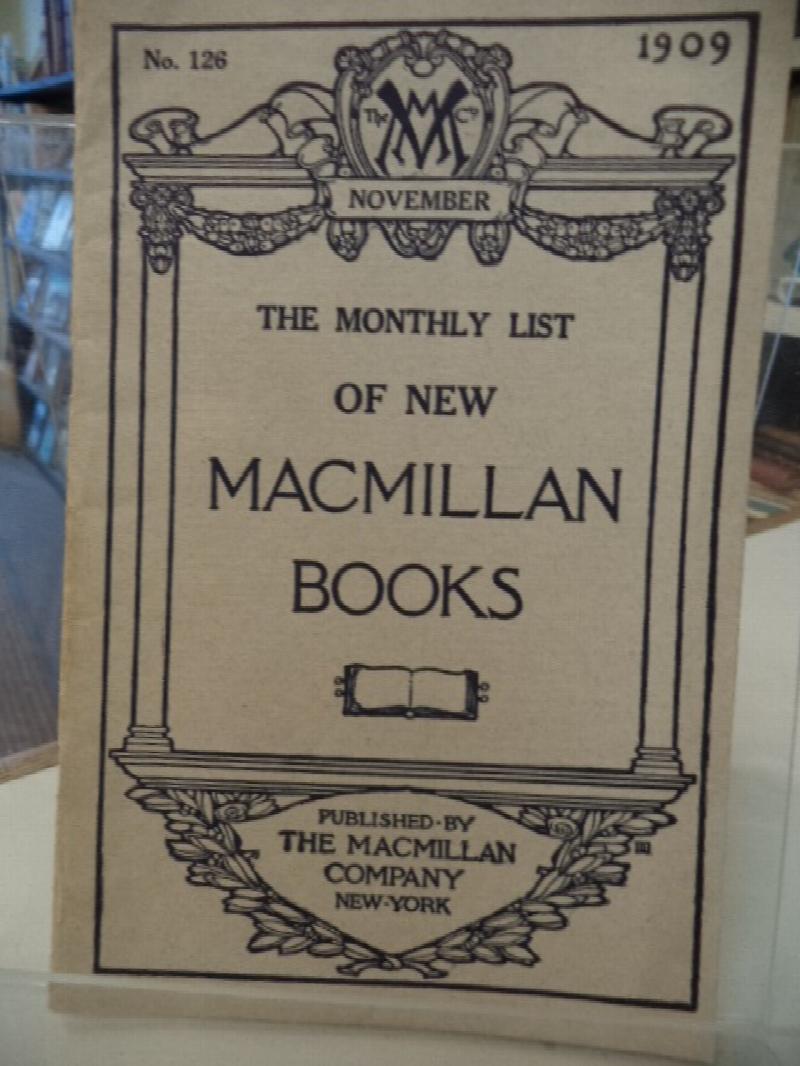 No. 126
1909
The M Co
NOVEMBER
THE MONTHLY LIST
OF NEW
MACMILLAN
BOOKS
PUBLISHED·BY
THE MACMILLAN
COMPANY
NEW·YORK